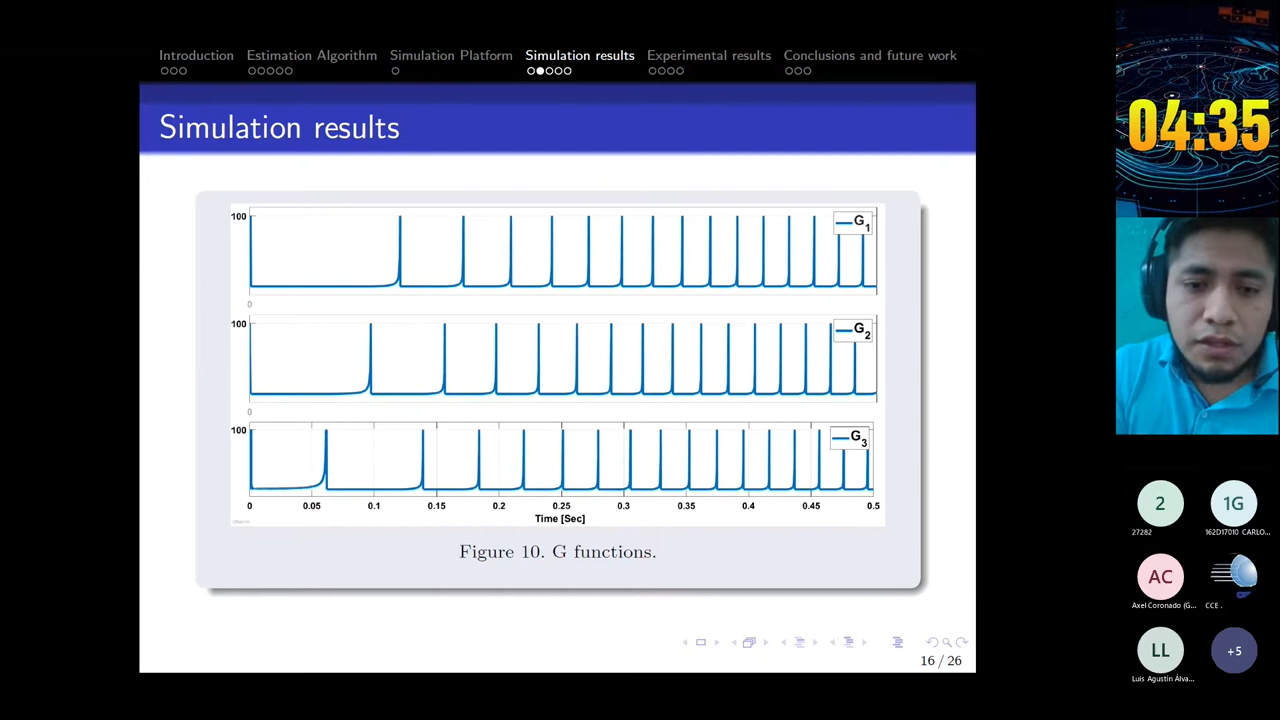 Introduction Estimation Algorithm Simulation Platform Simulation results Experimental results Conclusions and future work
04:35
Simulation results
100
G1
0
100
G2
0
100
G3
0 0.05 0.1 0.15 0.2 0.25 0.3 0.35 0.4 0.45 0.5
Time [Sec]
Figure 10. G functions.
16 / 26
2 1G
27282 162D17010 CARLO...
AC
Axel Coronado (G... CCE .
LL +5
Luis Agustín Álva...